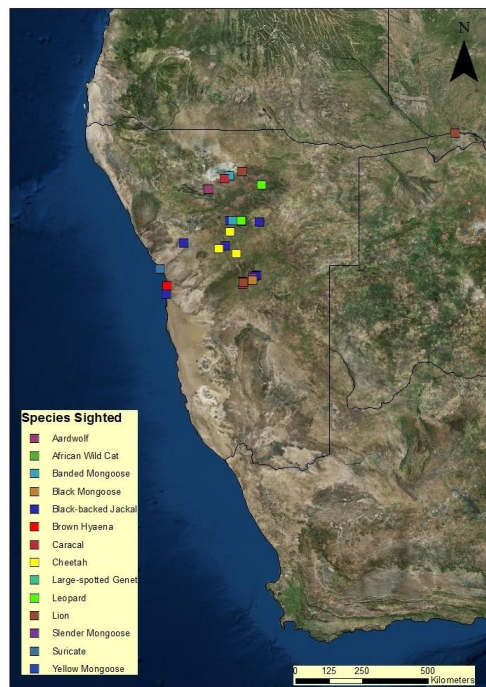 N
Species Sighted
Aardwolf
African Wild Cat
Banded Mongoose
Black Mongoose
Black-backed Jackal
Brown Hyaena
Caracal
Cheetah
Large-spotted Genet
Leopard
Lion
Slender Mongoose
Suricate
Yellow Mongoose
0 125 250 500
Kilometers